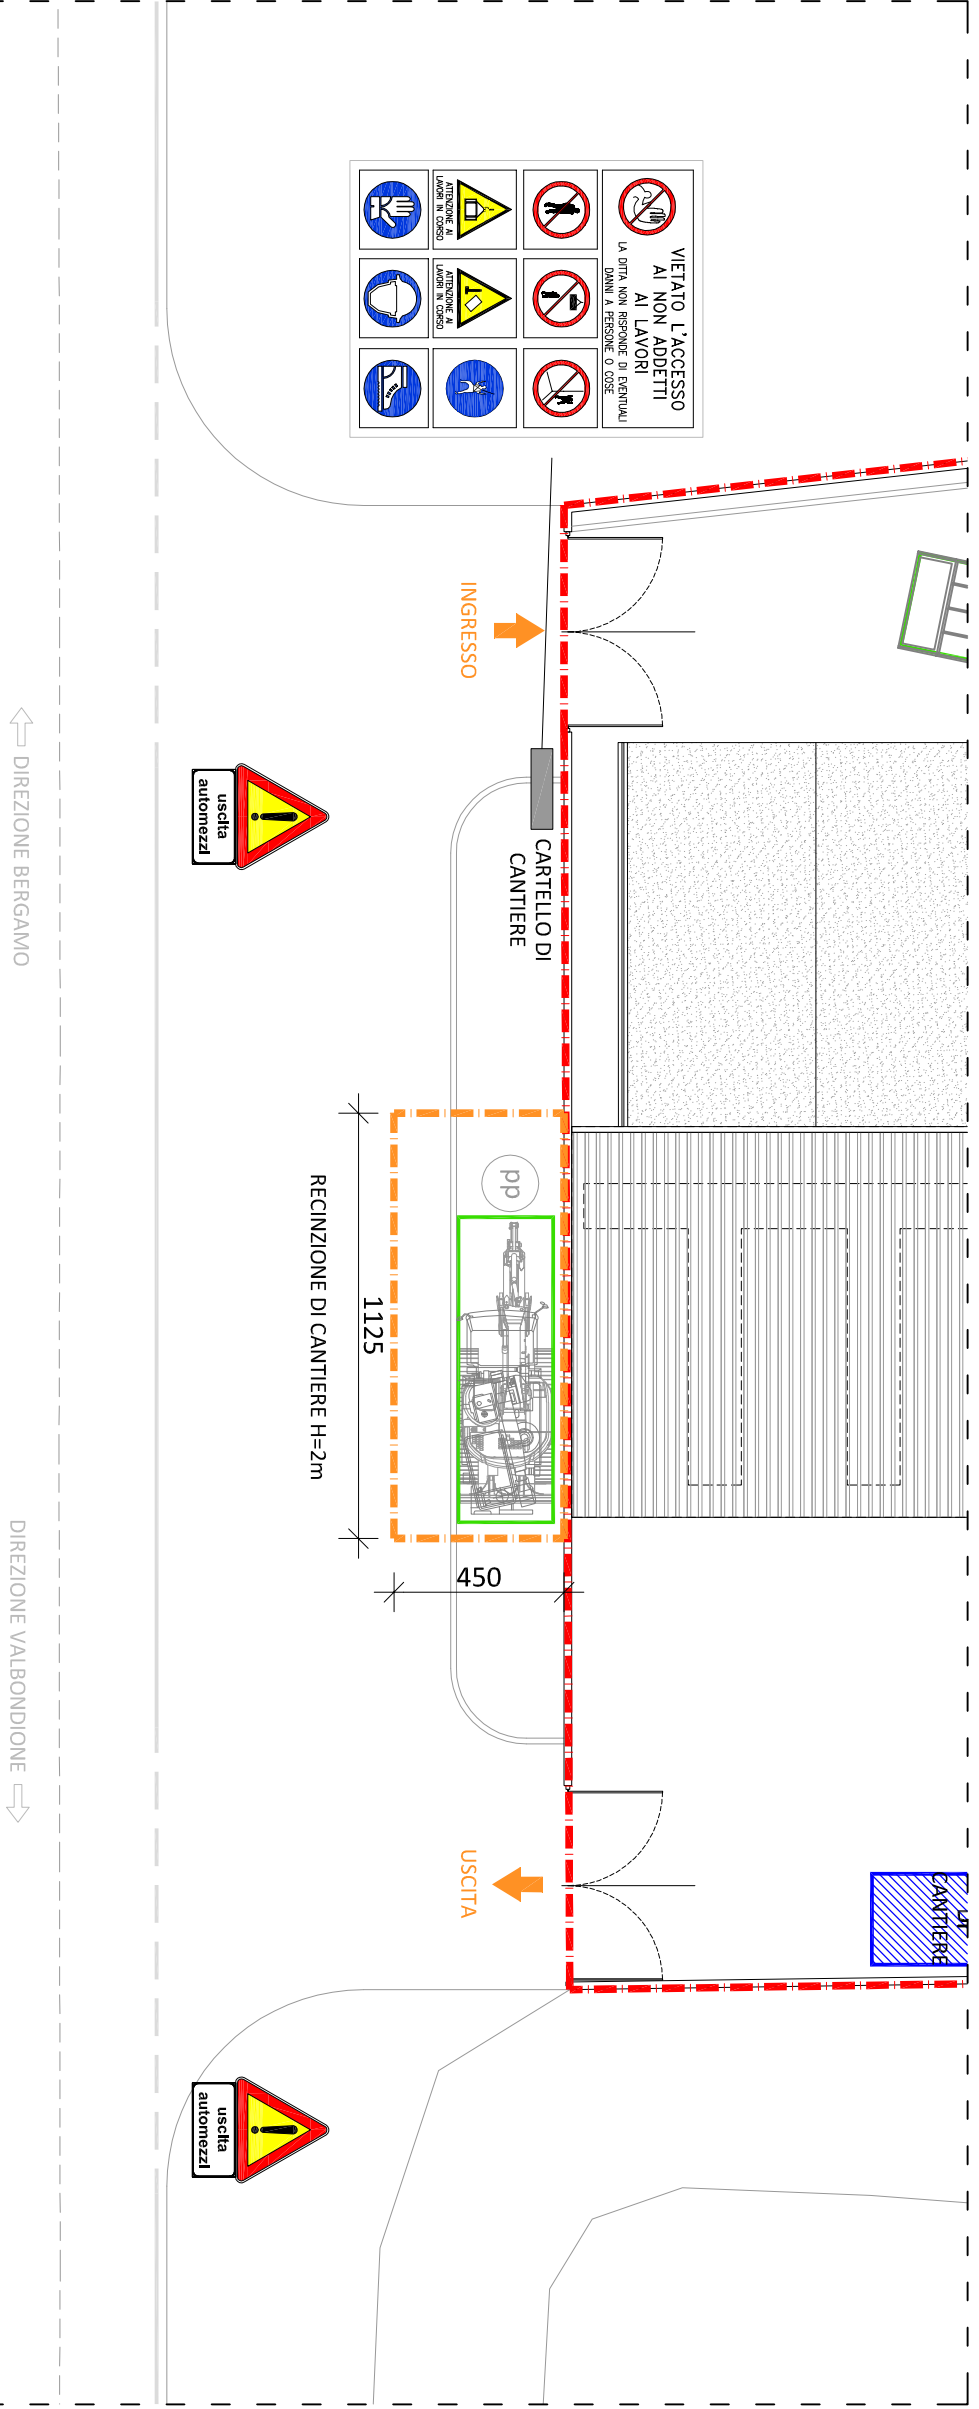 VIETATO L'ACCESSO
AI NON ADDETTI
AI LAVORI
LA DITTA NON RISPONDE DI EVENTUALI
DANNI A PERSONE O COSE
ATTENZIONE AI
LAVORI IN CORSO
ATTENZIONE AI
LAVORI IN CORSO
INGRESSO
CARTELLO DI
CANTIERE
uscita
automezzi
DIREZIONE BERGAMO
pp
1125
RECINZIONE DI CANTIERE H=2m
450
DIREZIONE VALBONDIONE
USCITA
CANTIERE
uscita
automezzi